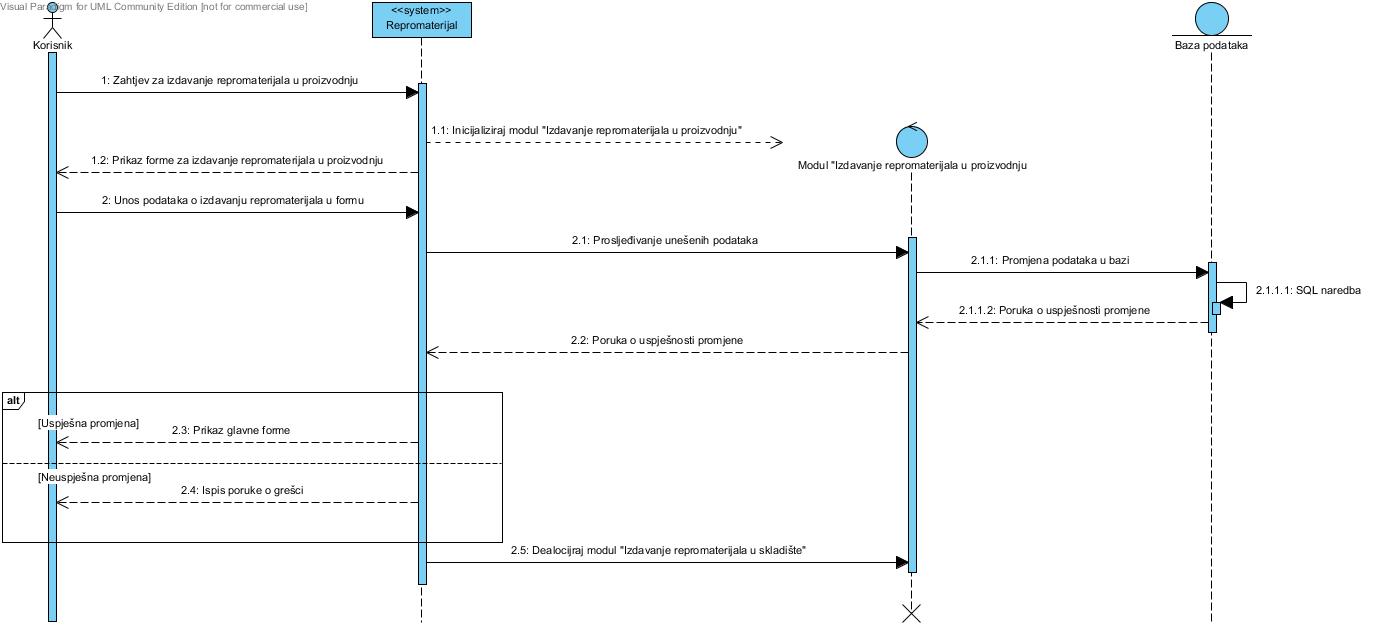 Visual Paradigm for UML Community Edition [not for commercial use]
Korisnik
<<system>>
Repromaterijal
Baza podataka
1: Zahtjev za izdavanje repromaterijala u proizvodnju
1.1: Inicijaliziraj modul "Izdavanje repromaterijala u proizvodnju"
Modul "Izdavanje repromaterijala u proizvodnju
1.2: Prikaz forme za izdavanje repromaterijala u proizvodnju
2: Unos podataka o izdavanju repromaterijala u formu
2.1: Prosljeđivanje unešenih podataka
2.1.1: Promjena podataka u bazi
2.1.1.1: SQL naredba
2.1.1.2: Poruka o uspješnosti promjene
2.2: Poruka o uspješnosti promjene
alt
[Uspješna promjena]
2.3: Prikaz glavne forme
[Neuspješna promjena]
2.4: Ispis poruke o grešci
2.5: Dealocijraj modul "Izdavanje repromaterijala u skladište"